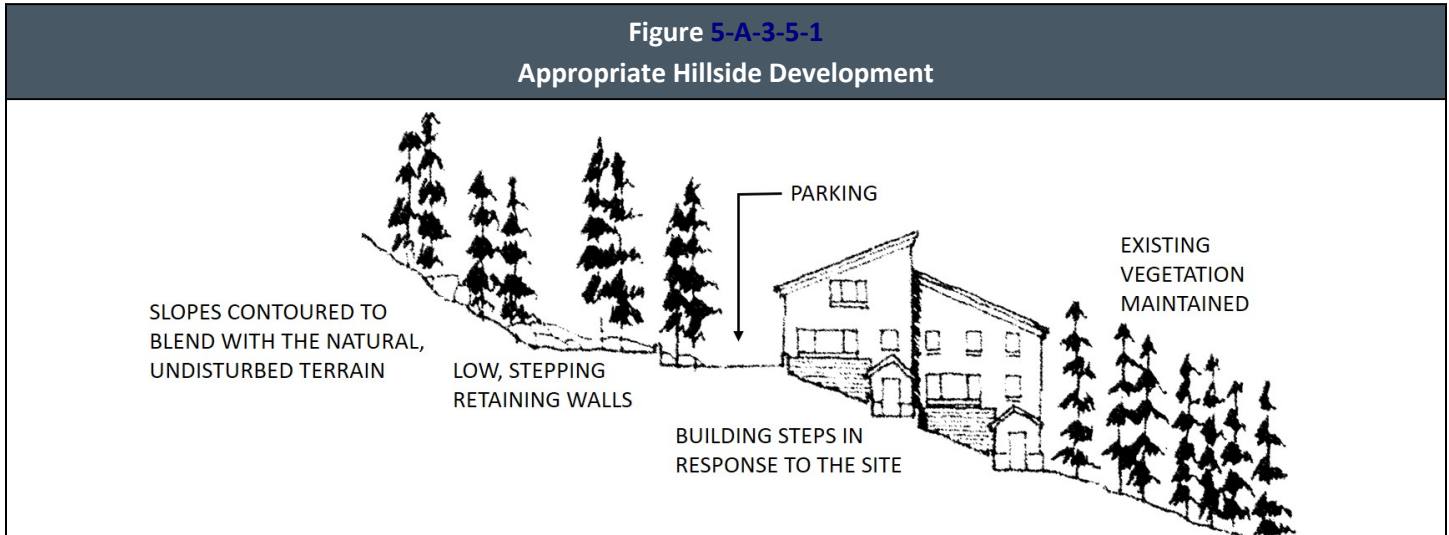 Figure 5-A-3-5-1
Appropriate Hillside Development
PARKING
EXISTING
VEGETATION
MAINTAINED
SLOPES CONTOURED TO
BLEND WITH THE NATURAL,
UNDISTURBED TERRAIN
LOW, STEPPING
RETAINING WALLS
BUILDING STEPS IN
RESPONSE TO THE SITE